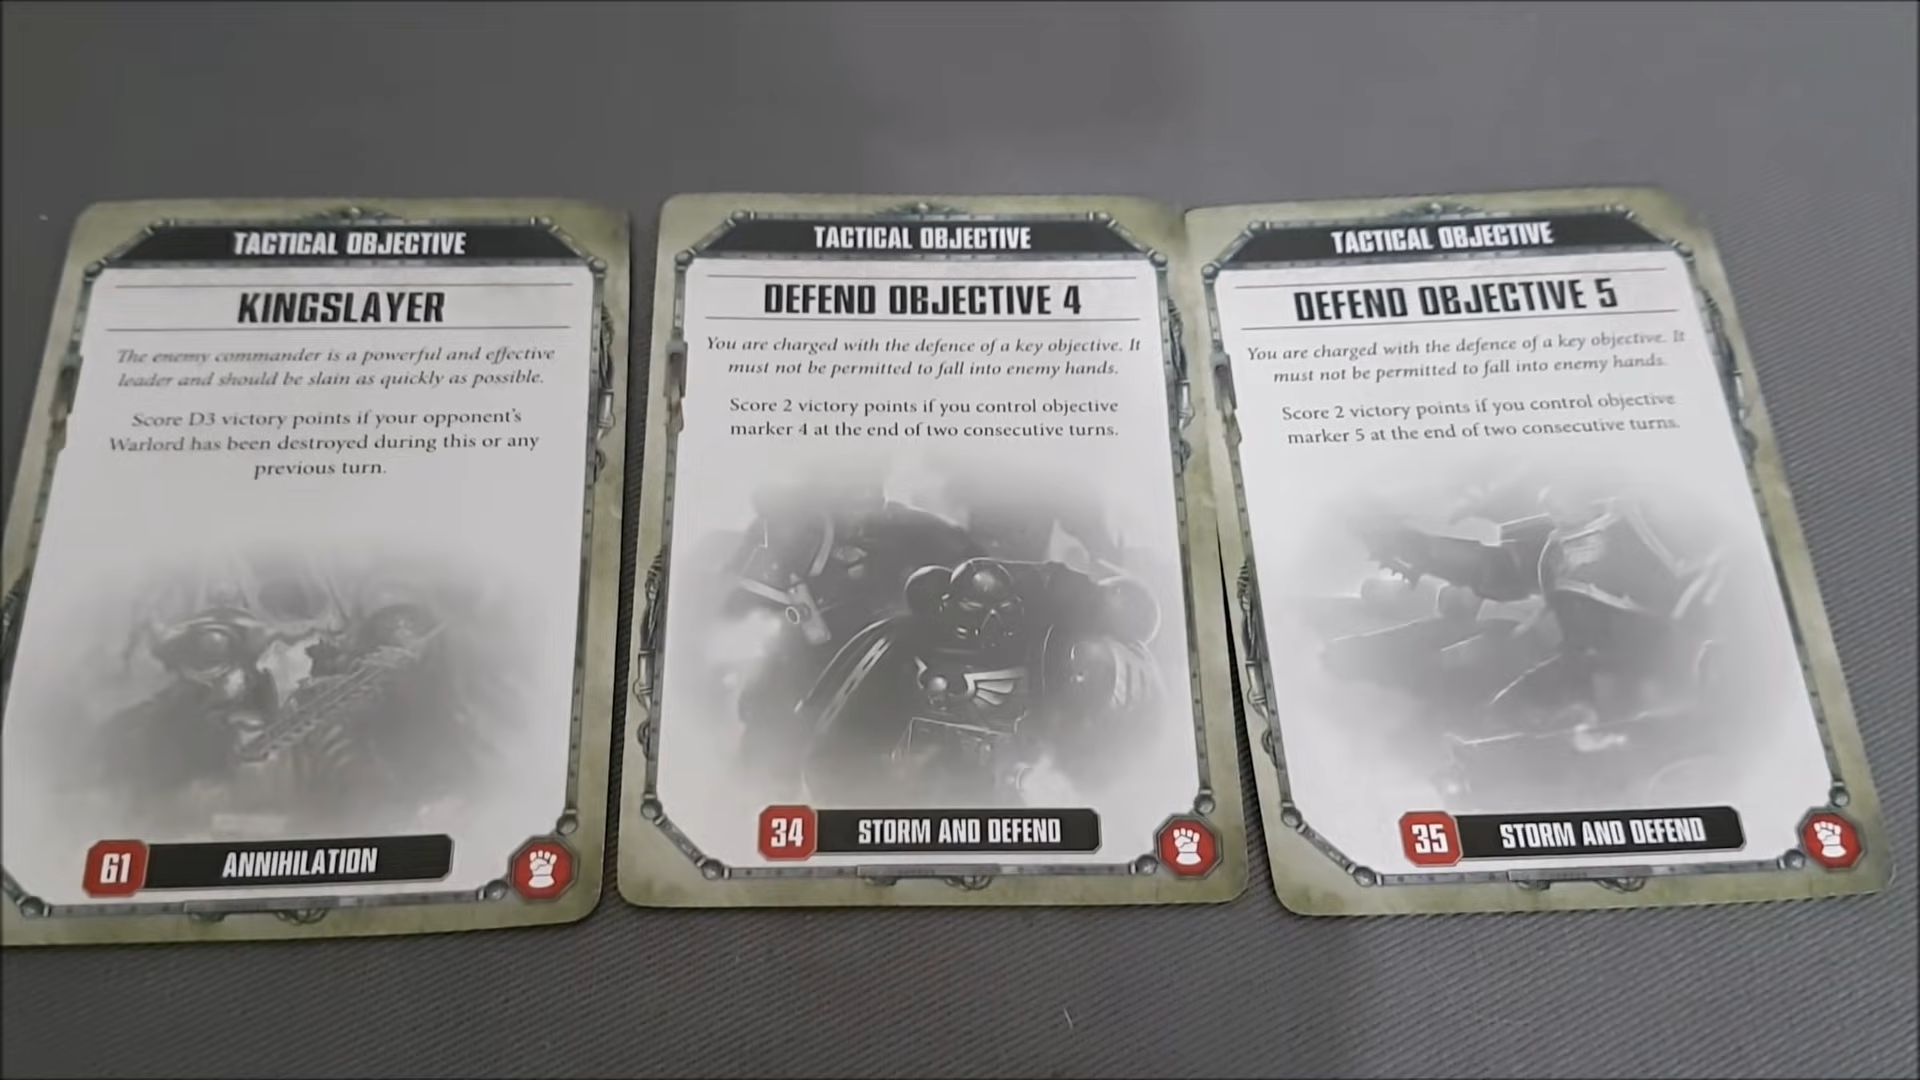 TACTICAL OBJECTIVE
KINGSLAYER
The enemy commander is a powerful and effective
leader and should be slain as quickly as possible.
Score D3 victory points if your opponent's
Warlord has been destroyed during this or any
previous turn.
61
ANNIHILATION
TACTICAL OBJECTIVE
DEFEND OBJECTIVE 4
You are charged with the defence of a key objective. It
must not be permitted to fall into enemy hands.
Score 2 victory points if you control objective
marker 4 at the end of two consecutive turns.
34
STORM AND DEFEND
TACTICAL OBJECTIVE
DEFEND OBJECTIVE 5
You are charged with the defence of a key objective. It
must not be permitted to fall into enemy hands.
Score 2 victory points if you control objective
marker 5 at the end of two consecutive turns.
35
STORM AND DEFEND